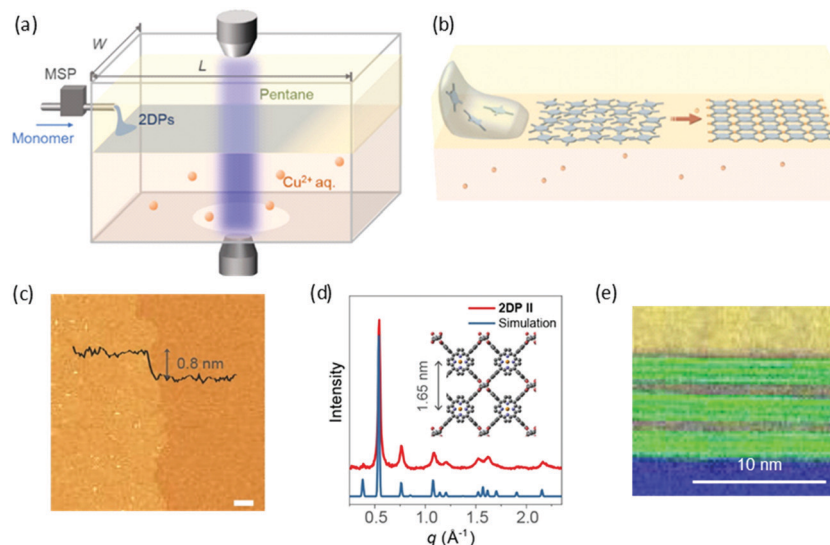 (a)
W
L
MSP
Pentane
2DPs
Monomer
Cu²⁺ aq.
(b)
(c)
0.8 nm
(d)
2DP II
Simulation
1.65 nm
Intensity
0.5 1.0 1.5 2.0
q (Å⁻¹)
(e)
10 nm